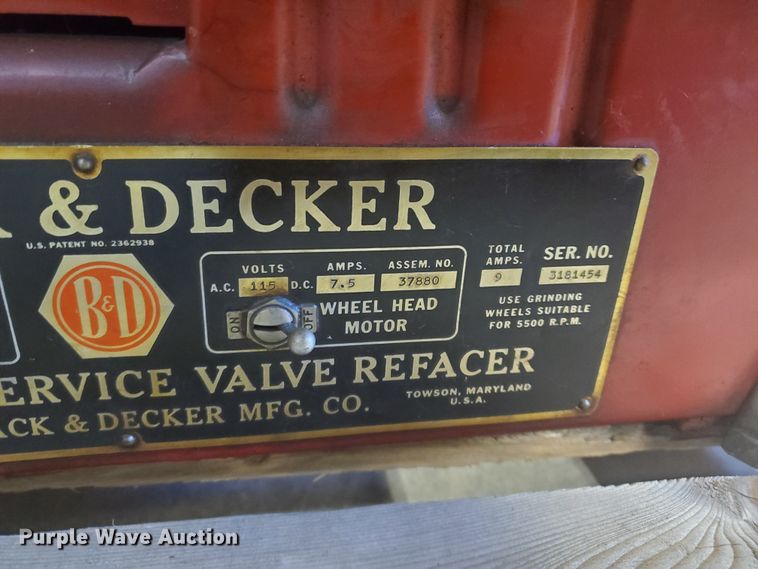 & DECKER
U.S. PATENT NO. 2362938
B&D
VOLTS AMPS. ASSEM. NO.
A.C. 115 D.C. 7.5 37880
ON OFF
WHEEL HEAD
MOTOR
TOTAL
AMPS.
9
SER. NO.
3181454
USE GRINDING
WHEELS SUITABLE
FOR 5500 R.P.M.
ERVICE VALVE REFACER
ACK & DECKER MFG. CO.
TOWSON, MARYLAND
U.S.A.
Purple Wave Auction